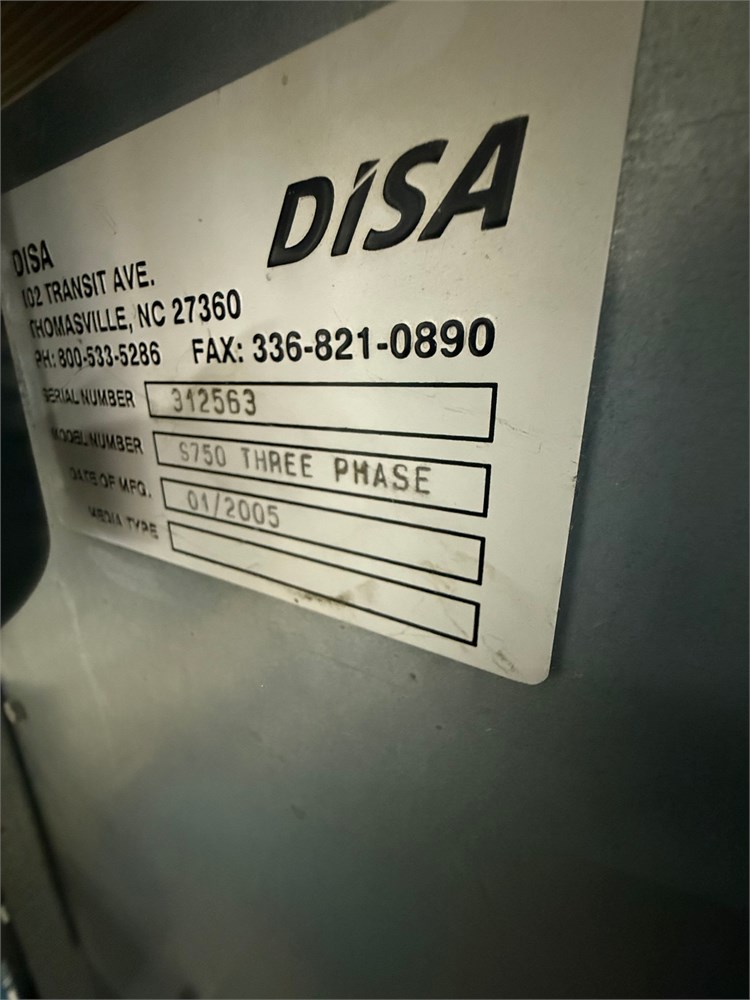 DISA
DISA
102 TRANSIT AVE.
THOMASVILLE, NC 27360
PH: 800-533-5286 FAX: 336-821-0890
SERIAL NUMBER 312563
MODEL NUMBER S750 THREE PHASE
DATE OF MFG. 01/2005
MEDIA TYPE